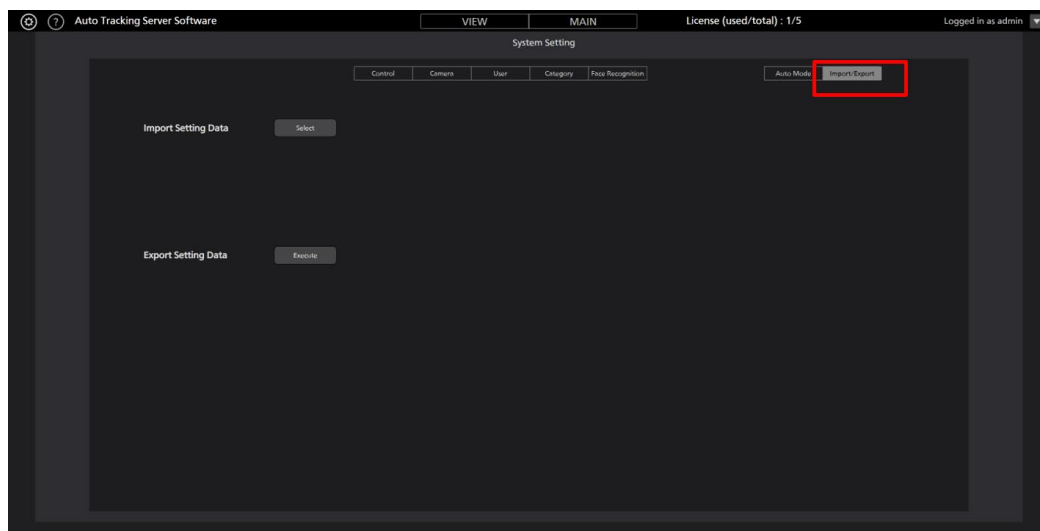 ? Auto Tracking Server Software VIEW MAIN License (used/total) : 1/5 Logged in as admin
System Setting
Control Camera User Category Face Recognition Auto Mode Import/Export
Import Setting Data Select
Export Setting Data Execute